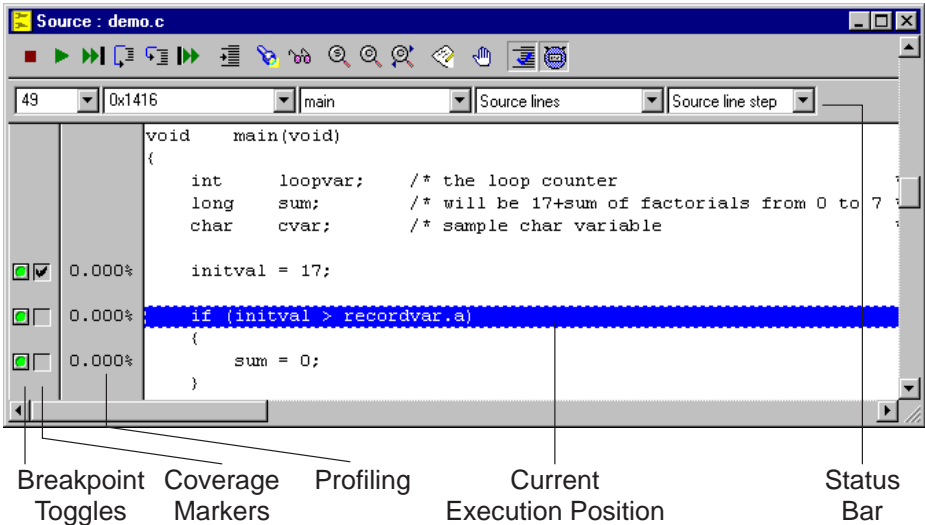 Source : demo.c
49 0x1416 main Source lines Source line step
void main(void)
{
int loopvar; /* the loop counter *
long sum; /* will be 17+sum of factorials from 0 to 7 *
char cvar; /* sample char variable *
0.000% initval = 17;
0.000% if (initval > recordvar.a)
{
0.000% sum = 0;
}
Breakpoint Toggles
Coverage Markers
Profiling
Current Execution Position
Status Bar